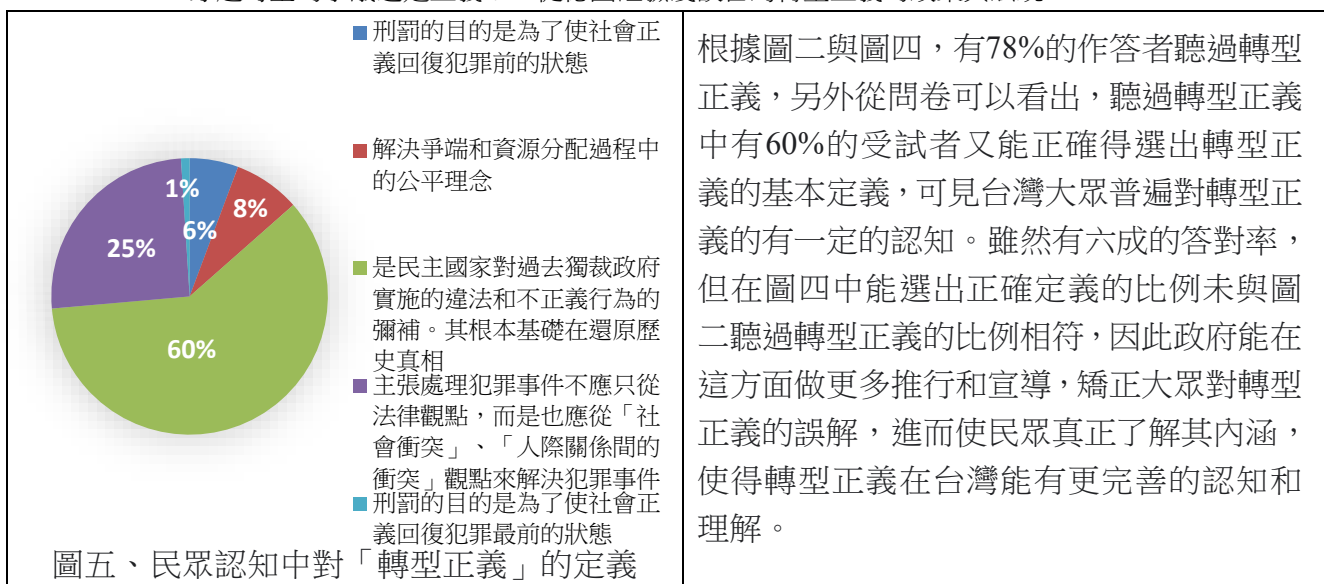 刑罰的目的是為了使社會正
義回復犯罪前的狀態
解決爭端和資源分配過程中
的公平理念
是民主國家對過去獨裁政府
實施的違法和不正義行為的
彌補。其根本基礎在還原歷
史真相
主張處理犯罪事件不應只從
法律觀點，而是也應從「社
會衝突」、「人際關係間的
衝突」觀點來解決犯罪事件
刑罰的目的是為了使社會正
義回復犯罪最前的狀態
1%
6%
8%
25%
60%
圖五、民眾認知中對「轉型正義」的定義
根據圖二與圖四，有78%的作答者聽過轉型
正義，另外從問卷可以看出，聽過轉型正義
中有60%的受試者又能正確得選出轉型正
義的基本定義，可見台灣大眾普遍對轉型正
義的有一定的認知。雖然有六成的答對率，
但在圖四中能選出正確定義的比例未與圖
二聽過轉型正義的比例相符，因此政府能在
這方面做更多推行和宣導，矯正大眾對轉型
正義的誤解，進而使民眾真正了解其內涵，
使得轉型正義在台灣能有更完善的認知和
理解。